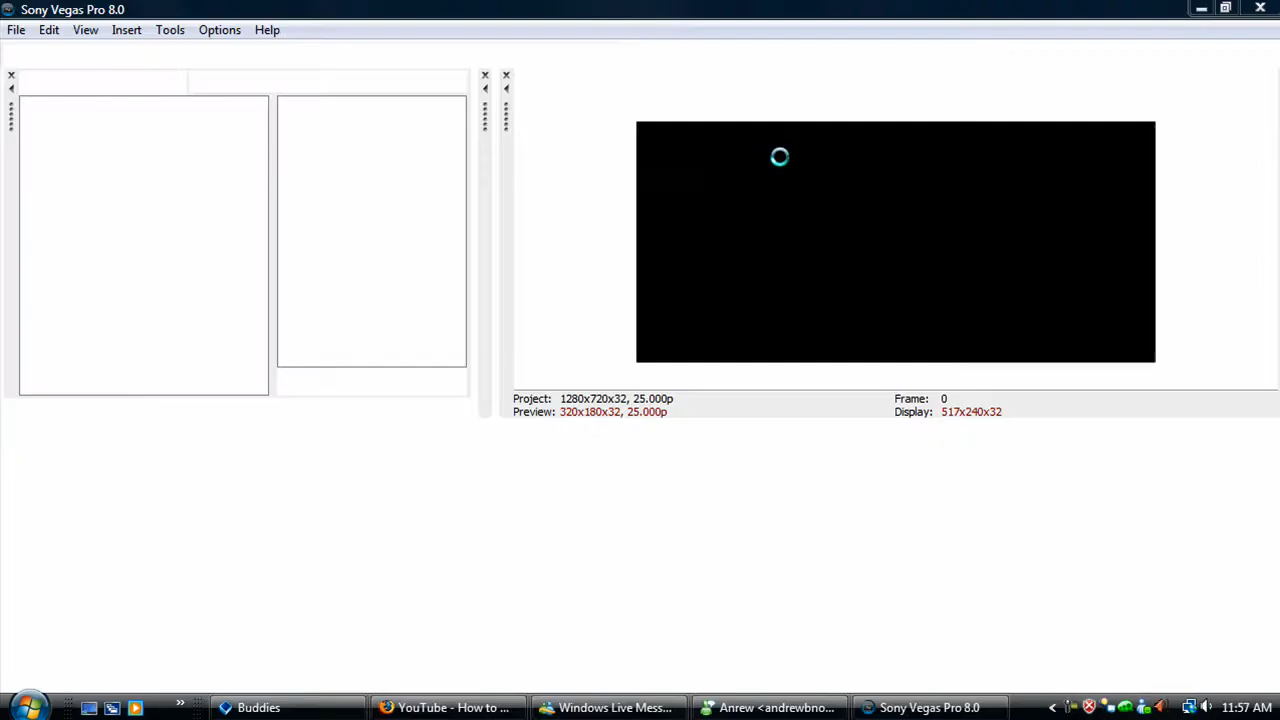 Sony Vegas Pro 8.0
File Edit View Insert Tools Options Help
Project: 1280x720x32, 25.000p Frame: 0
Preview: 320x180x32, 25.000p Display: 517x240x32
Buddies YouTube - How to ... Windows Live Mess... Anrew <andrewbno... Sony Vegas Pro 8.0 11:57 AM